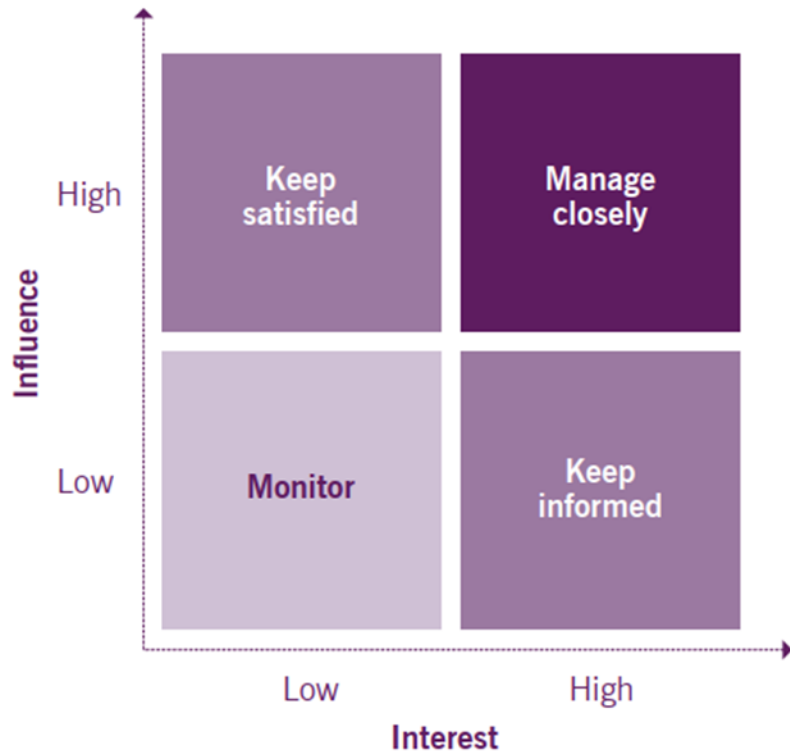 High
Keep
satisfied
Manage
closely
Influence
Low
Monitor
Keep
informed
Low
High
Interest